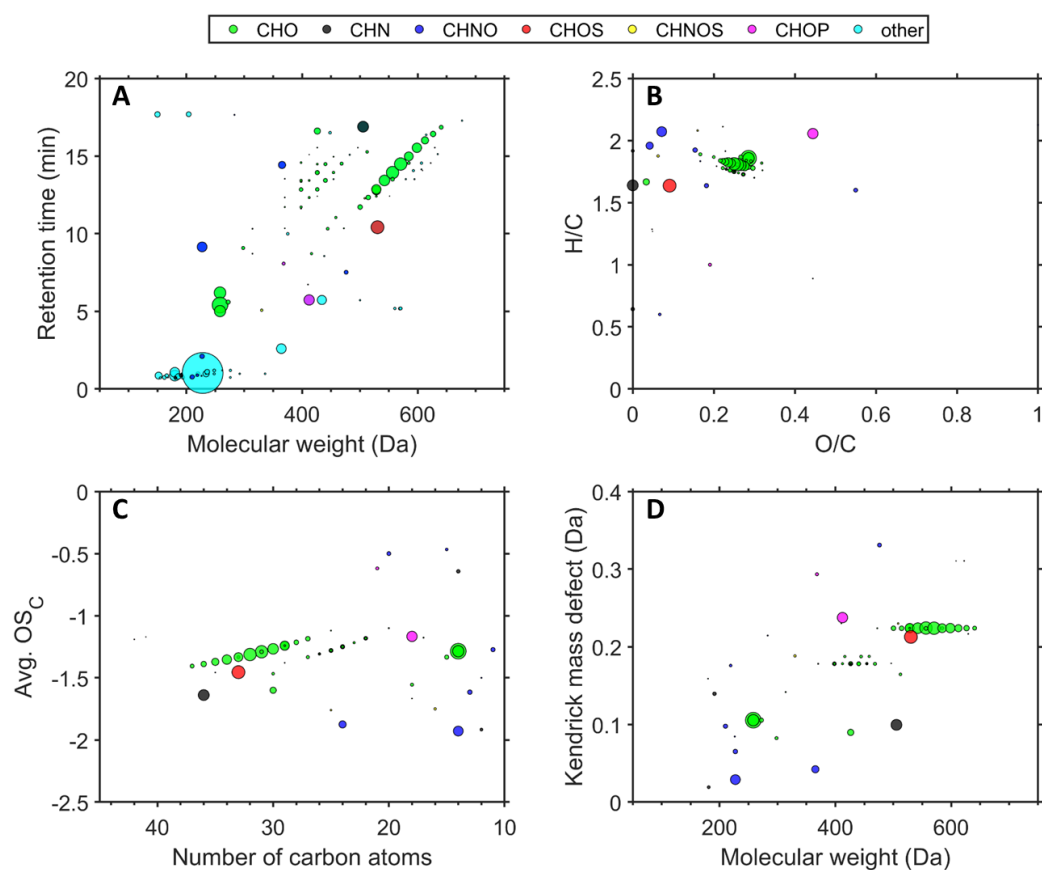 CHO CHN CHNO CHOS CHNOS CHOP other
A
20
15
10
5
0
Retention time (min)
200 400 600
Molecular weight (Da)
B
2.5
2
1.5
1
0.5
0
H/C
0 0.2 0.4 0.6 0.8 1
O/C
C
-0
-0.5
-1
-1.5
-2
-2.5
Avg. OS_C
40 30 20 10
Number of carbon atoms
D
0.4
0.3
0.2
0.1
0
Kendrick mass defect (Da)
200 400 600
Molecular weight (Da)